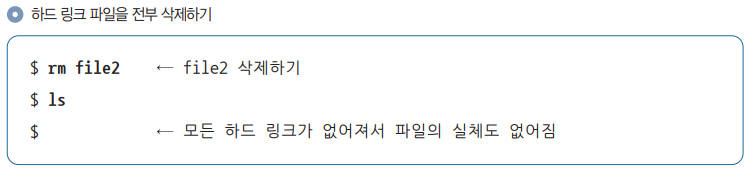 하드 링크 파일을 전부 삭제하기
$ rm file2 ← file2 삭제하기
$ ls
$ ← 모든 하드 링크가 없어져서 파일의 실체도 없어짐